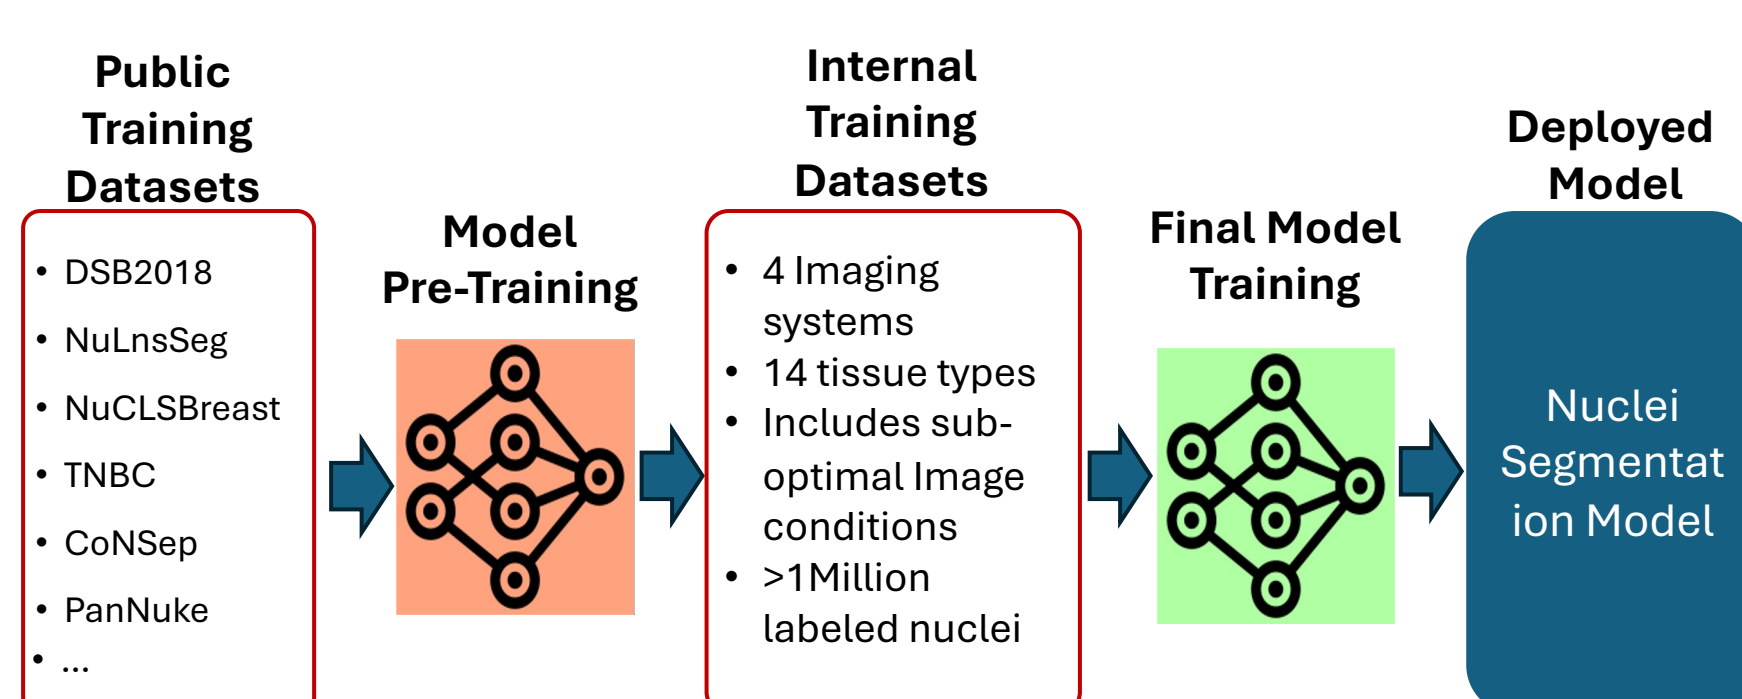 Public
Training
Datasets
• DSB2018
• NuLnsSeg
• NuCLSBreast
• TNBC
• CoNSep
• PanNuke
• ...
Model
Pre-Training
Internal
Training
Datasets
• 4 Imaging
systems
• 14 tissue types
• Includes sub-
optimal Image
conditions
• >1Million
labeled nuclei
Final Model
Training
Deployed
Model
Nuclei
Segmentat
ion Model